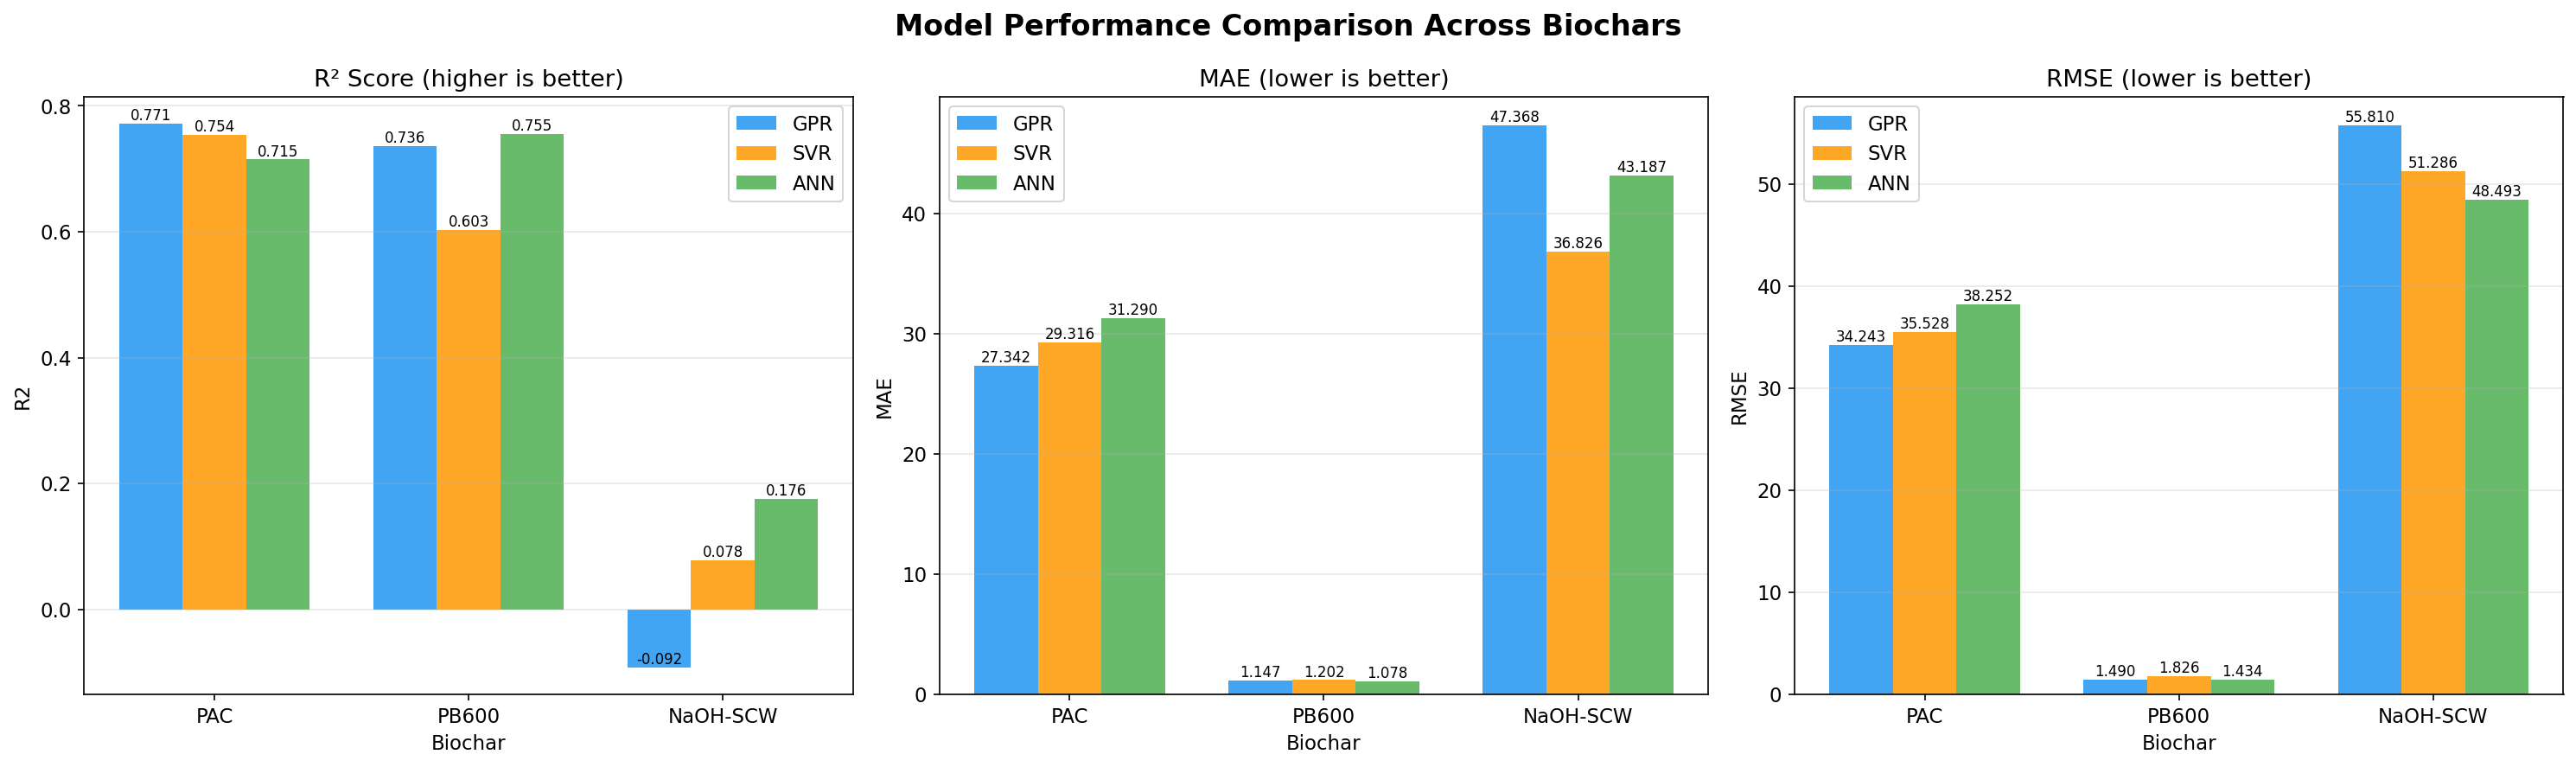 Model Performance Comparison Across Biochars
R² Score (higher is better)
0.8
0.6
0.4
0.2
0.0
R2
0.771
0.754
0.715
0.736
0.603
0.755
-0.092
0.078
0.176
GPR
SVR
ANN
PAC
PB600
NaOH-SCW
Biochar
MAE (lower is better)
40
30
20
10
0
MAE
GPR
SVR
ANN
27.342
29.316
31.290
1.147
1.202
1.078
47.368
36.826
43.187
PAC
PB600
NaOH-SCW
Biochar
RMSE (lower is better)
50
40
30
20
10
0
RMSE
GPR
SVR
ANN
34.243
35.528
38.252
1.490
1.826
1.434
55.810
51.286
48.493
PAC
PB600
NaOH-SCW
Biochar